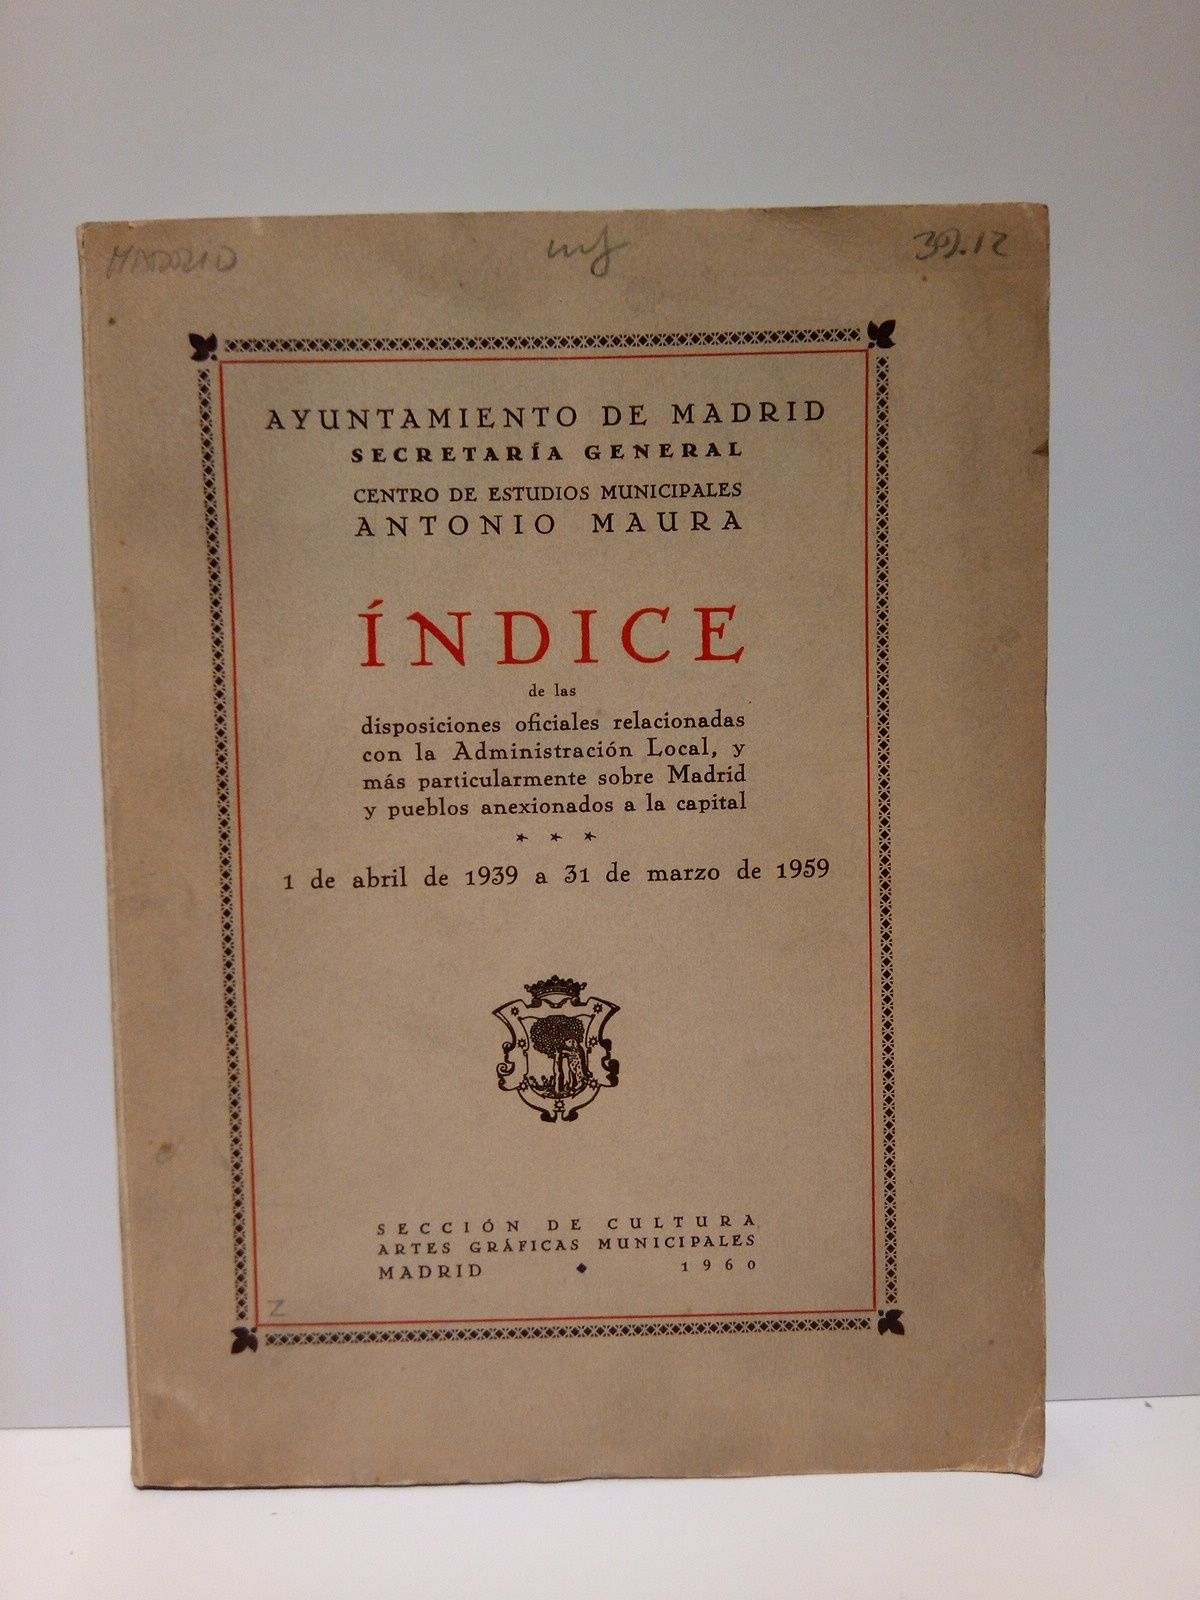 MADRID
AYUNTAMIENTO DE MADRID
SECRETARÍA GENERAL
CENTRO DE ESTUDIOS MUNICIPALES
ANTONIO MAURA
ÍNDICE
de las
disposiciones oficiales relacionadas
con la Administración Local, y
más particularmente sobre Madrid
y pueblos anexionados a la capital
* * *
1 de abril de 1939 a 31 de marzo de 1959
SECCIÓN DE CULTURA
ARTES GRÁFICAS MUNICIPALES
MADRID ◆ 1960
Z